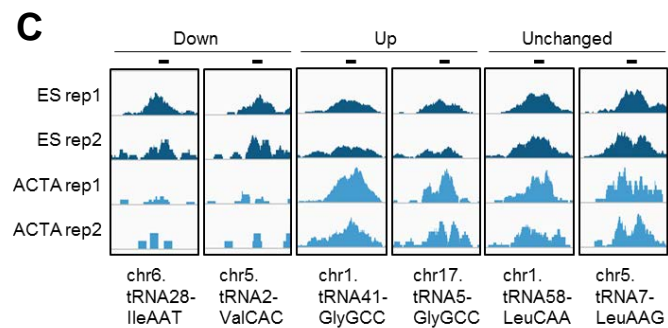 C
Down Up Unchanged
ES rep1
ES rep2
ACTA rep1
ACTA rep2
chr6. chr5. chr1. chr17. chr1. chr5.
tRNA28- tRNA2- tRNA41- tRNA5- tRNA58- tRNA7-
IleAAT ValCAC GlyGCC GlyGCC LeuCAA LeuAAG